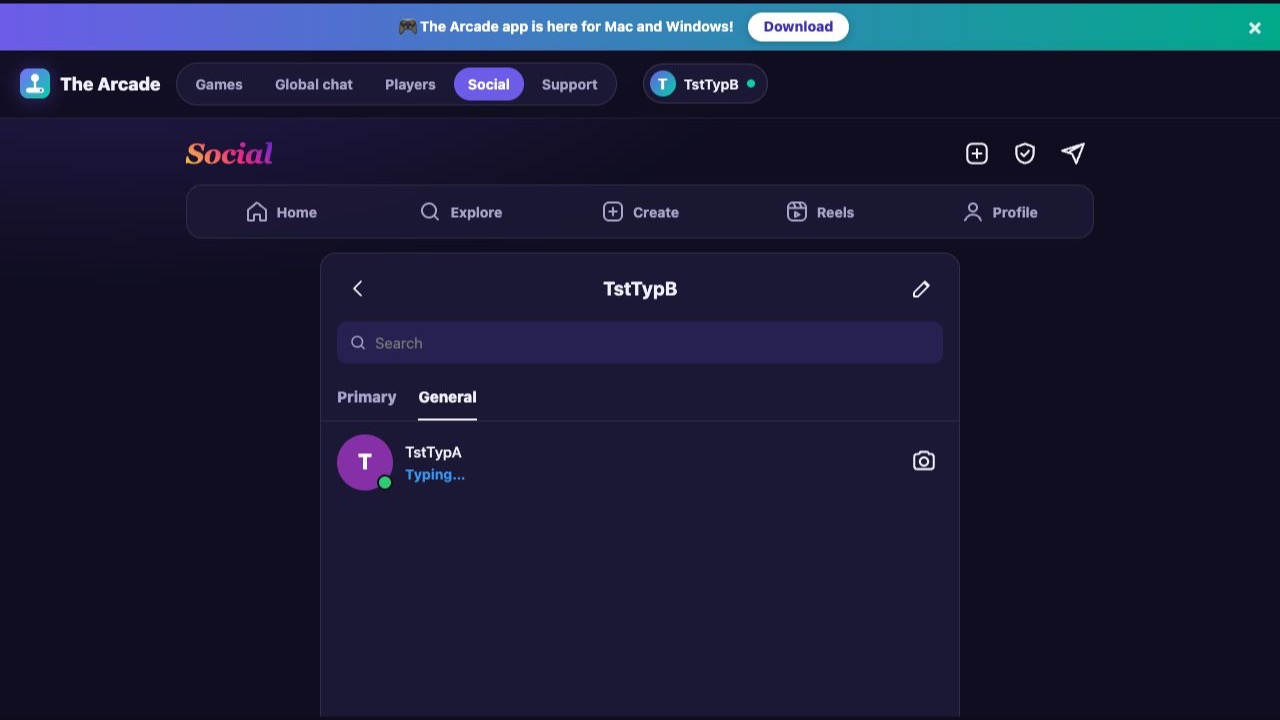 🎮 The Arcade app is here for Mac and Windows! Download ×
The Arcade Games Global chat Players Social Support T TstTypB
Social
Home Explore Create Reels Profile
TstTypB
Search
Primary General
T
TstTypA
Typing...